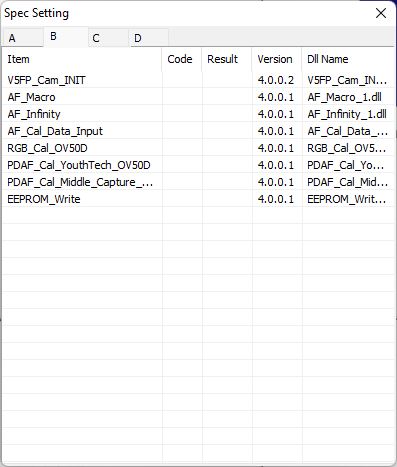 Spec Setting
A B C D
Item Code Result Version Dll Name
V5FP_Cam_INIT 4.0.0.2 V5FP_Cam_IN...
AF_Macro 4.0.0.1 AF_Macro_1.dll
AF_Infinity 4.0.0.1 AF_Infinity_1.dll
AF_Cal_Data_Input 4.0.0.1 AF_Cal_Data_...
RGB_Cal_OV50D 4.0.0.1 RGB_Cal_OV5...
PDAF_Cal_YouthTech_OV50D 4.0.0.1 PDAF_Cal_Yo...
PDAF_Cal_Middle_Capture_... 4.0.0.1 PDAF_Cal_Mid...
EEPROM_Write 4.0.0.1 EEPROM_Writ...